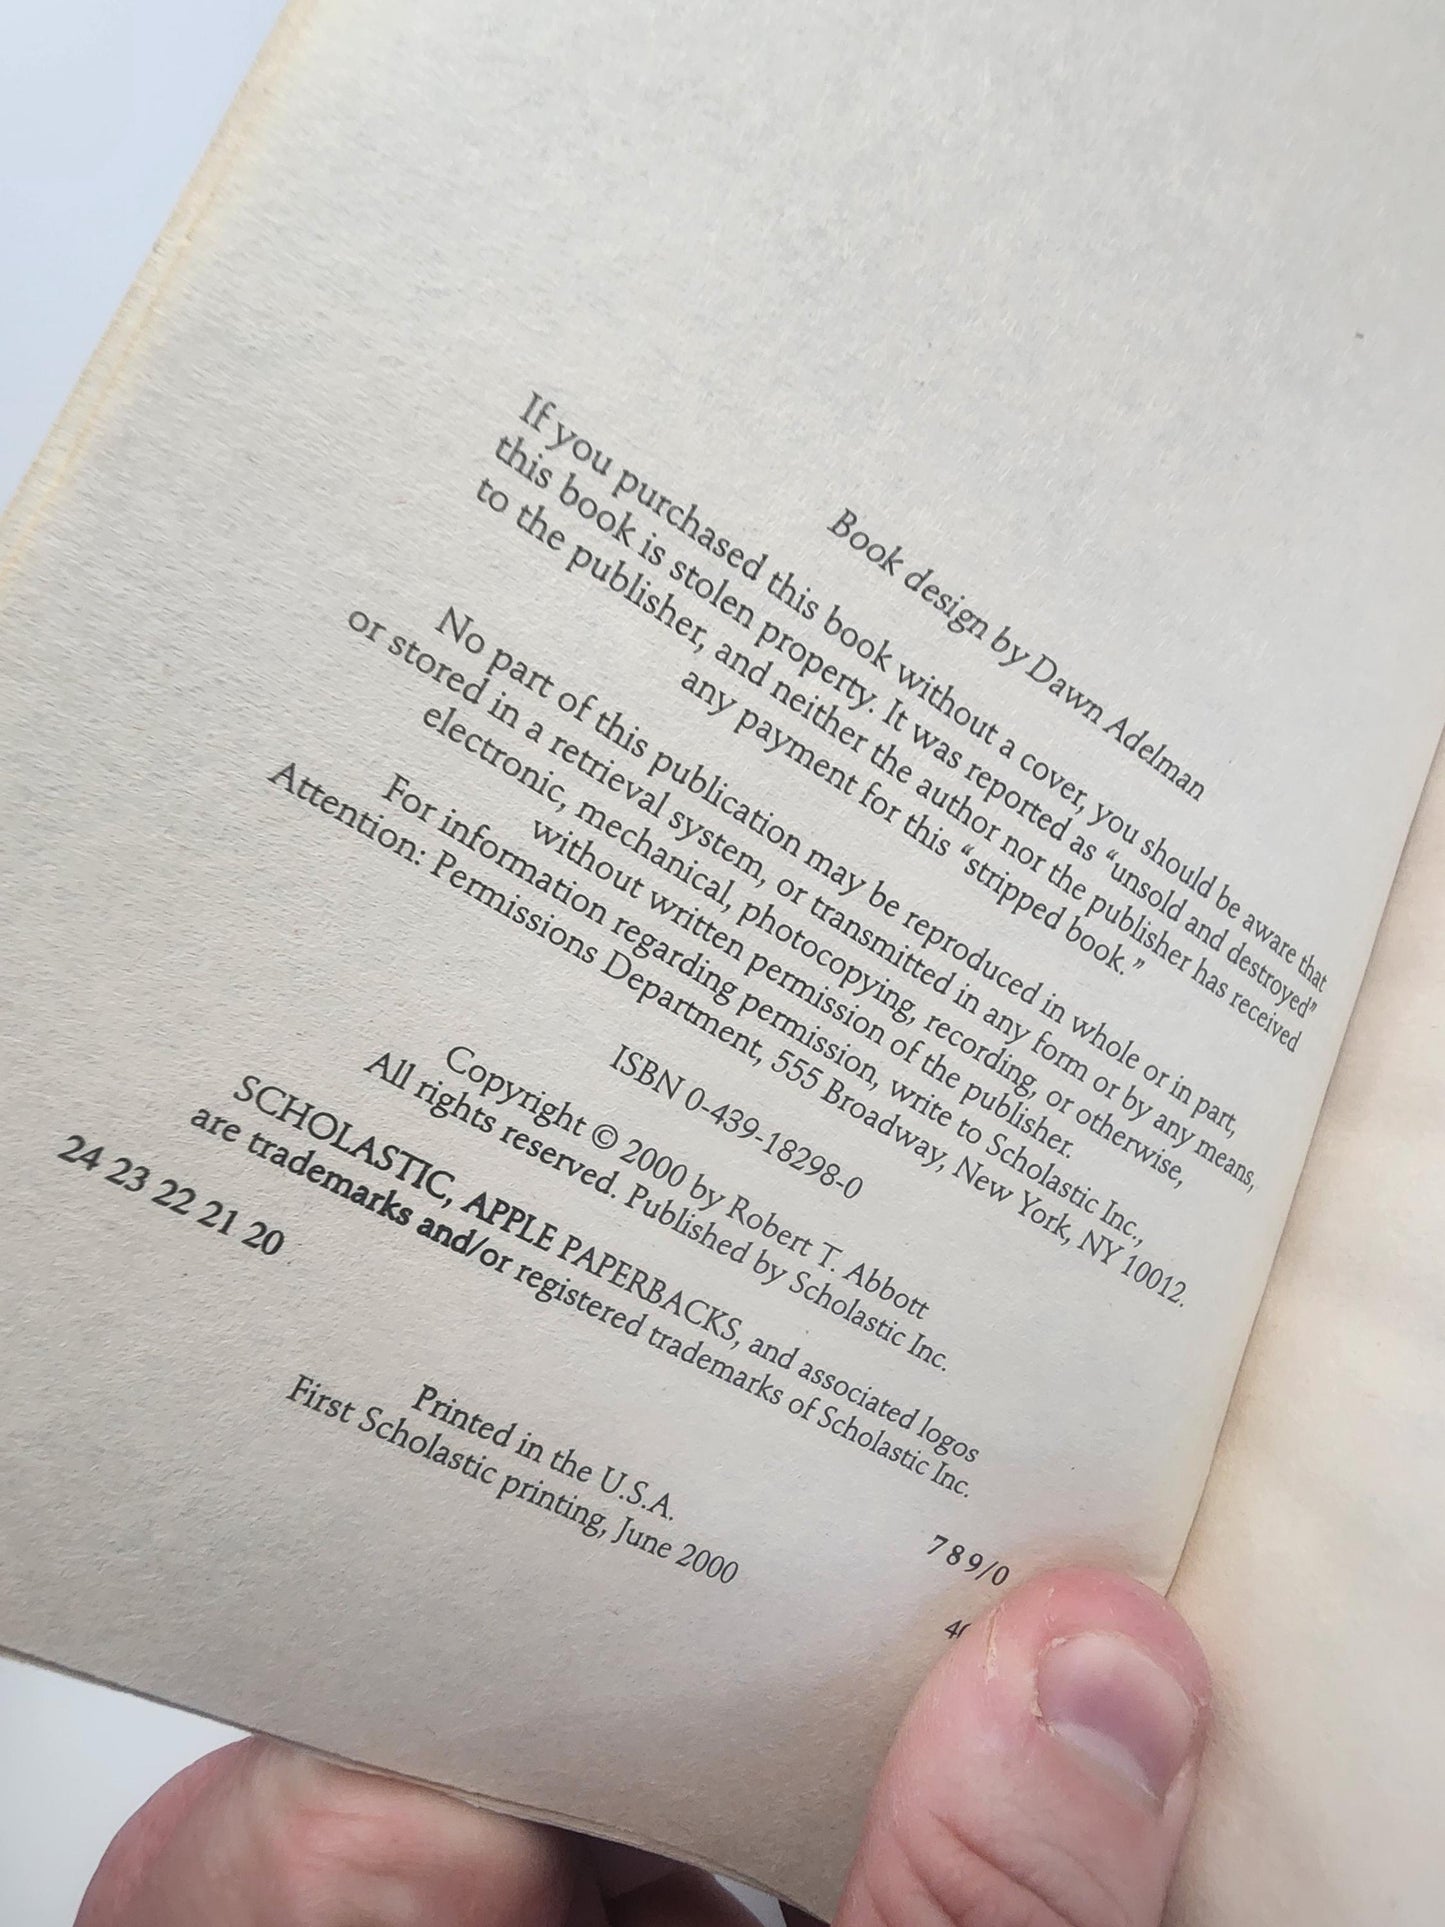 Book design by Dawn Adelman
If you purchased this book without a cover, you should be aware that
this book is stolen property. It was reported as “unsold and destroyed”
to the publisher, and neither the author nor the publisher has received
any payment for this “stripped book.”
No part of this publication may be reproduced in whole or in part,
or stored in a retrieval system, or transmitted in any form or by any means,
electronic, mechanical, photocopying, recording, or otherwise,
without written permission of the publisher.
For information regarding permission, write to Scholastic Inc.,
Attention: Permissions Department, 555 Broadway, New York, NY 10012.
ISBN 0-439-18298-0
Copyright © 2000 by Robert T. Abbott
All rights reserved. Published by Scholastic Inc.
SCHOLASTIC, APPLE PAPERBACKS, and associated logos
are trademarks and/or registered trademarks of Scholastic Inc.
24 23 22 21 20 7 8 9/0
Printed in the U.S.A. 40
First Scholastic printing, June 2000